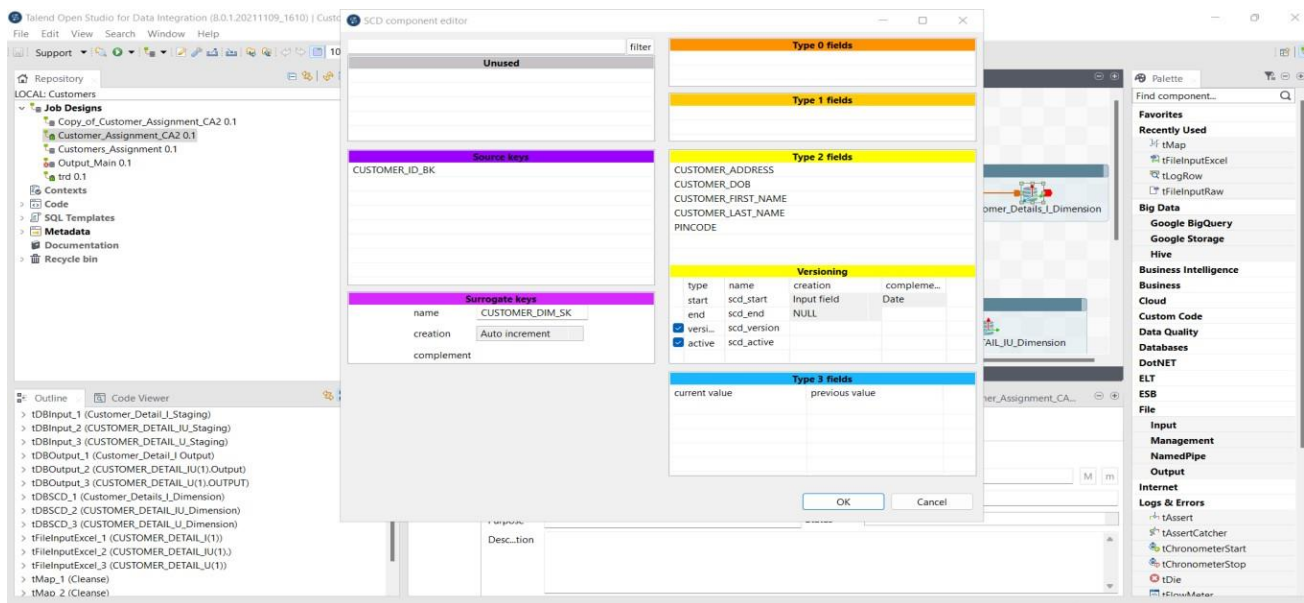 Talend Open Studio for Data Integration (8.0.1.20211109_1610) | Custo
File Edit View Search Window Help
Support
10
Repository
LOCAL: Customers
Job Designs
Copy_of_Customer_Assignment_CA2 0.1
Customer_Assignment_CA2 0.1
Customers_Assignment 0.1
Output_Main 0.1
trd 0.1
Contexts
Code
SQL Templates
Metadata
Documentation
Recycle bin
Outline Code Viewer
tDBInput_1 (Customer_Detail_I_Staging)
tDBInput_2 (CUSTOMER_DETAIL_IU_Staging)
tDBInput_3 (CUSTOMER_DETAIL_U_Staging)
tDBOutput_1 (Customer_Detail_I Output)
tDBOutput_2 (CUSTOMER_DETAIL_IU(1).Output)
tDBOutput_3 (CUSTOMER_DETAIL_U(1).OUTPUT)
tDBSCD_1 (Customer_Details_I_Dimension)
tDBSCD_2 (CUSTOMER_DETAIL_IU_Dimension)
tDBSCD_3 (CUSTOMER_DETAIL_U_Dimension)
tFileInputExcel_1 (CUSTOMER_DETAIL_I(1))
tFileInputExcel_2 (CUSTOMER_DETAIL_IU(1).)
tFileInputExcel_3 (CUSTOMER_DETAIL_U(1))
tMap_1 (Cleanse)
tMap_2 (Cleanse)
SCD component editor
filter
Unused
Source keys
CUSTOMER_ID_BK
Surrogate keys
name CUSTOMER_DIM_SK
creation Auto increment
complement
Type 0 fields
Type 1 fields
Type 2 fields
CUSTOMER_ADDRESS
CUSTOMER_DOB
CUSTOMER_FIRST_NAME
CUSTOMER_LAST_NAME
PINCODE
Versioning
type name creation compleme...
start scd_start Input field Date
end scd_end NULL
versi... scd_version
active scd_active
Type 3 fields
current value previous value
OK Cancel
Desc...tion
omer_Details_I_Dimension
AIL_IU_Dimension
mer_Assignment_CA...
M m
Palette
Find component...
Favorites
Recently Used
tMap
tFileInputExcel
tLogRow
tFileInputRaw
Big Data
Google BigQuery
Google Storage
Hive
Business Intelligence
Business
Cloud
Custom Code
Data Quality
Databases
DotNET
ELT
ESB
File
Input
Management
NamedPipe
Output
Internet
Logs & Errors
tAssert
tAssertCatcher
tChronometerStart
tChronometerStop
tDie
tFlowMeter